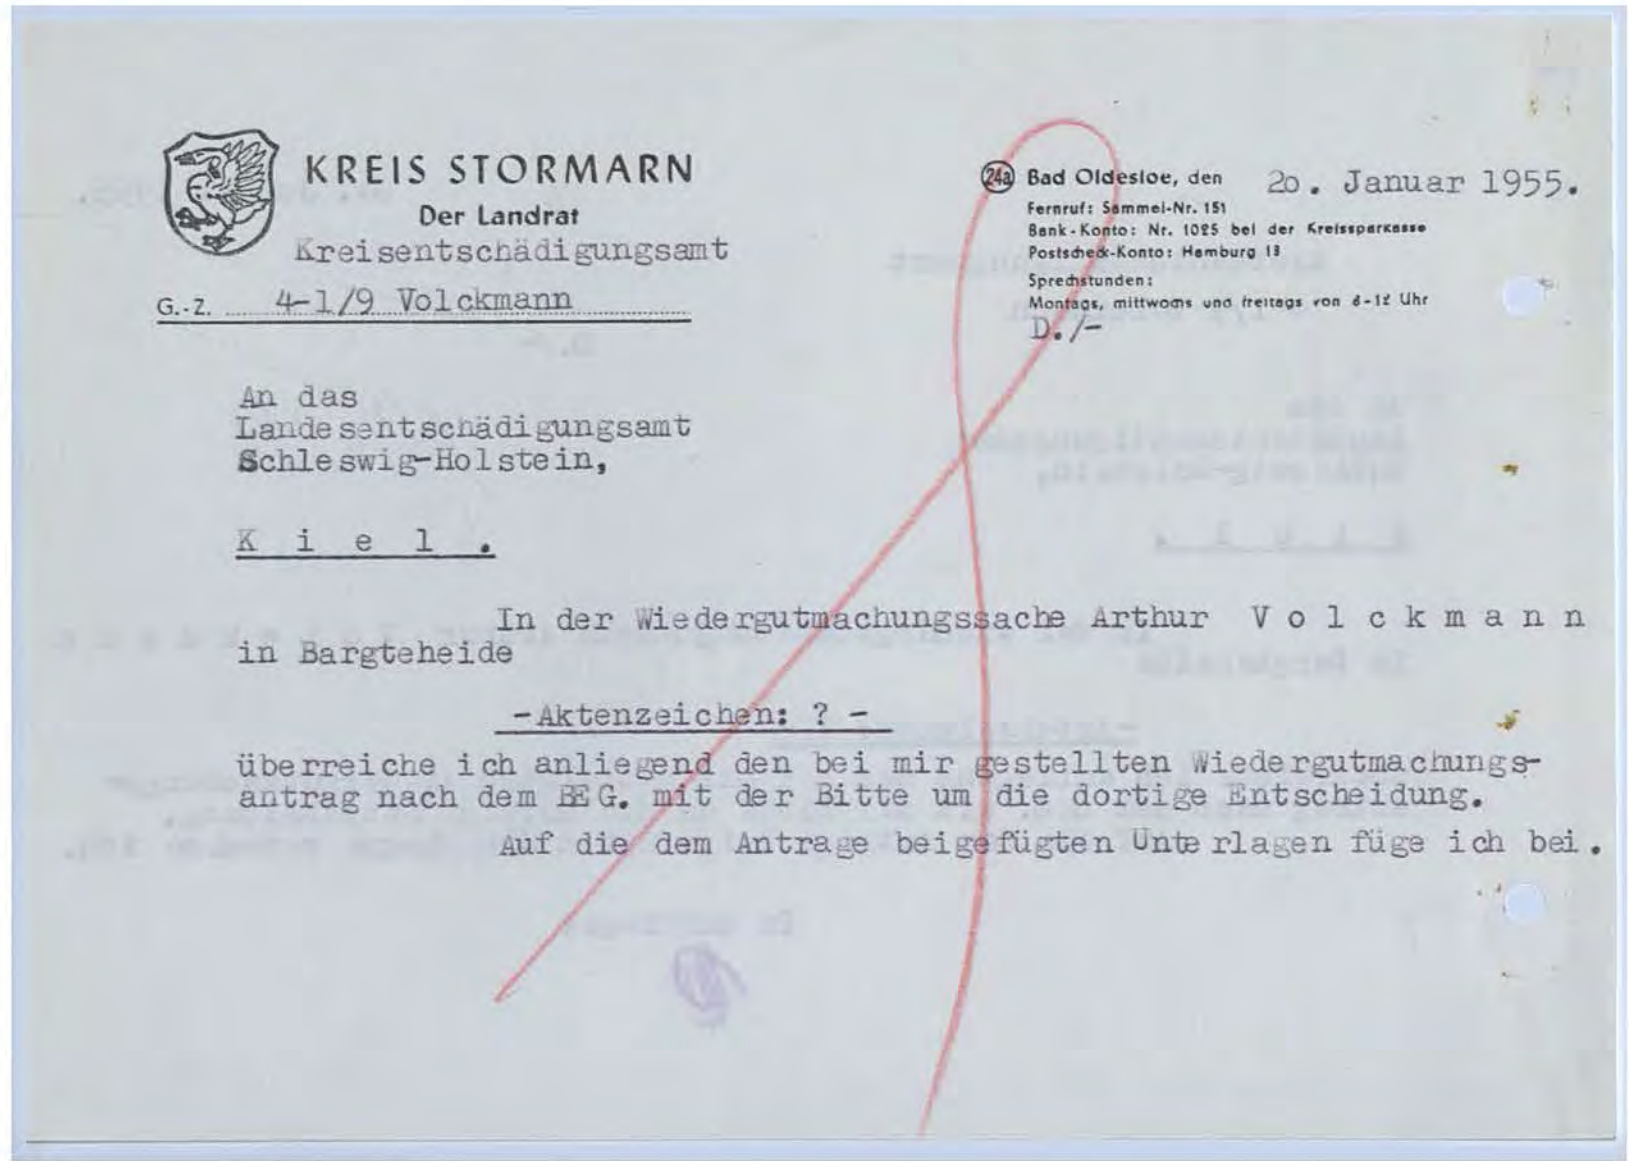 KREIS STORMARN
Der Landrat
Kreisentschädigungsamt
G.-Z. 4-1/9 Volckmann
24a Bad Oldesloe, den 20. Januar 1955.
Fernruf: Sammel-Nr. 151
Bank-Konto: Nr. 1025 bei der Kreissparkasse
Postscheck-Konto: Hamburg 13
Sprechstunden:
Montags, mittwochs und freitags von 8-12 Uhr
D./-
An das
Landesentschädigungsamt
Schleswig-Holstein,
K i e l .
In der Wiedergutmachungssache Arthur V o l c k m a n n
in Bargteheide
-Aktenzeichen: ? -
überreiche ich anliegend den bei mir gestellten Wiedergutmachungs-
antrag nach dem BEG. mit der Bitte um die dortige Entscheidung.
Auf die dem Antrage beigefügten Unterlagen füge ich bei.